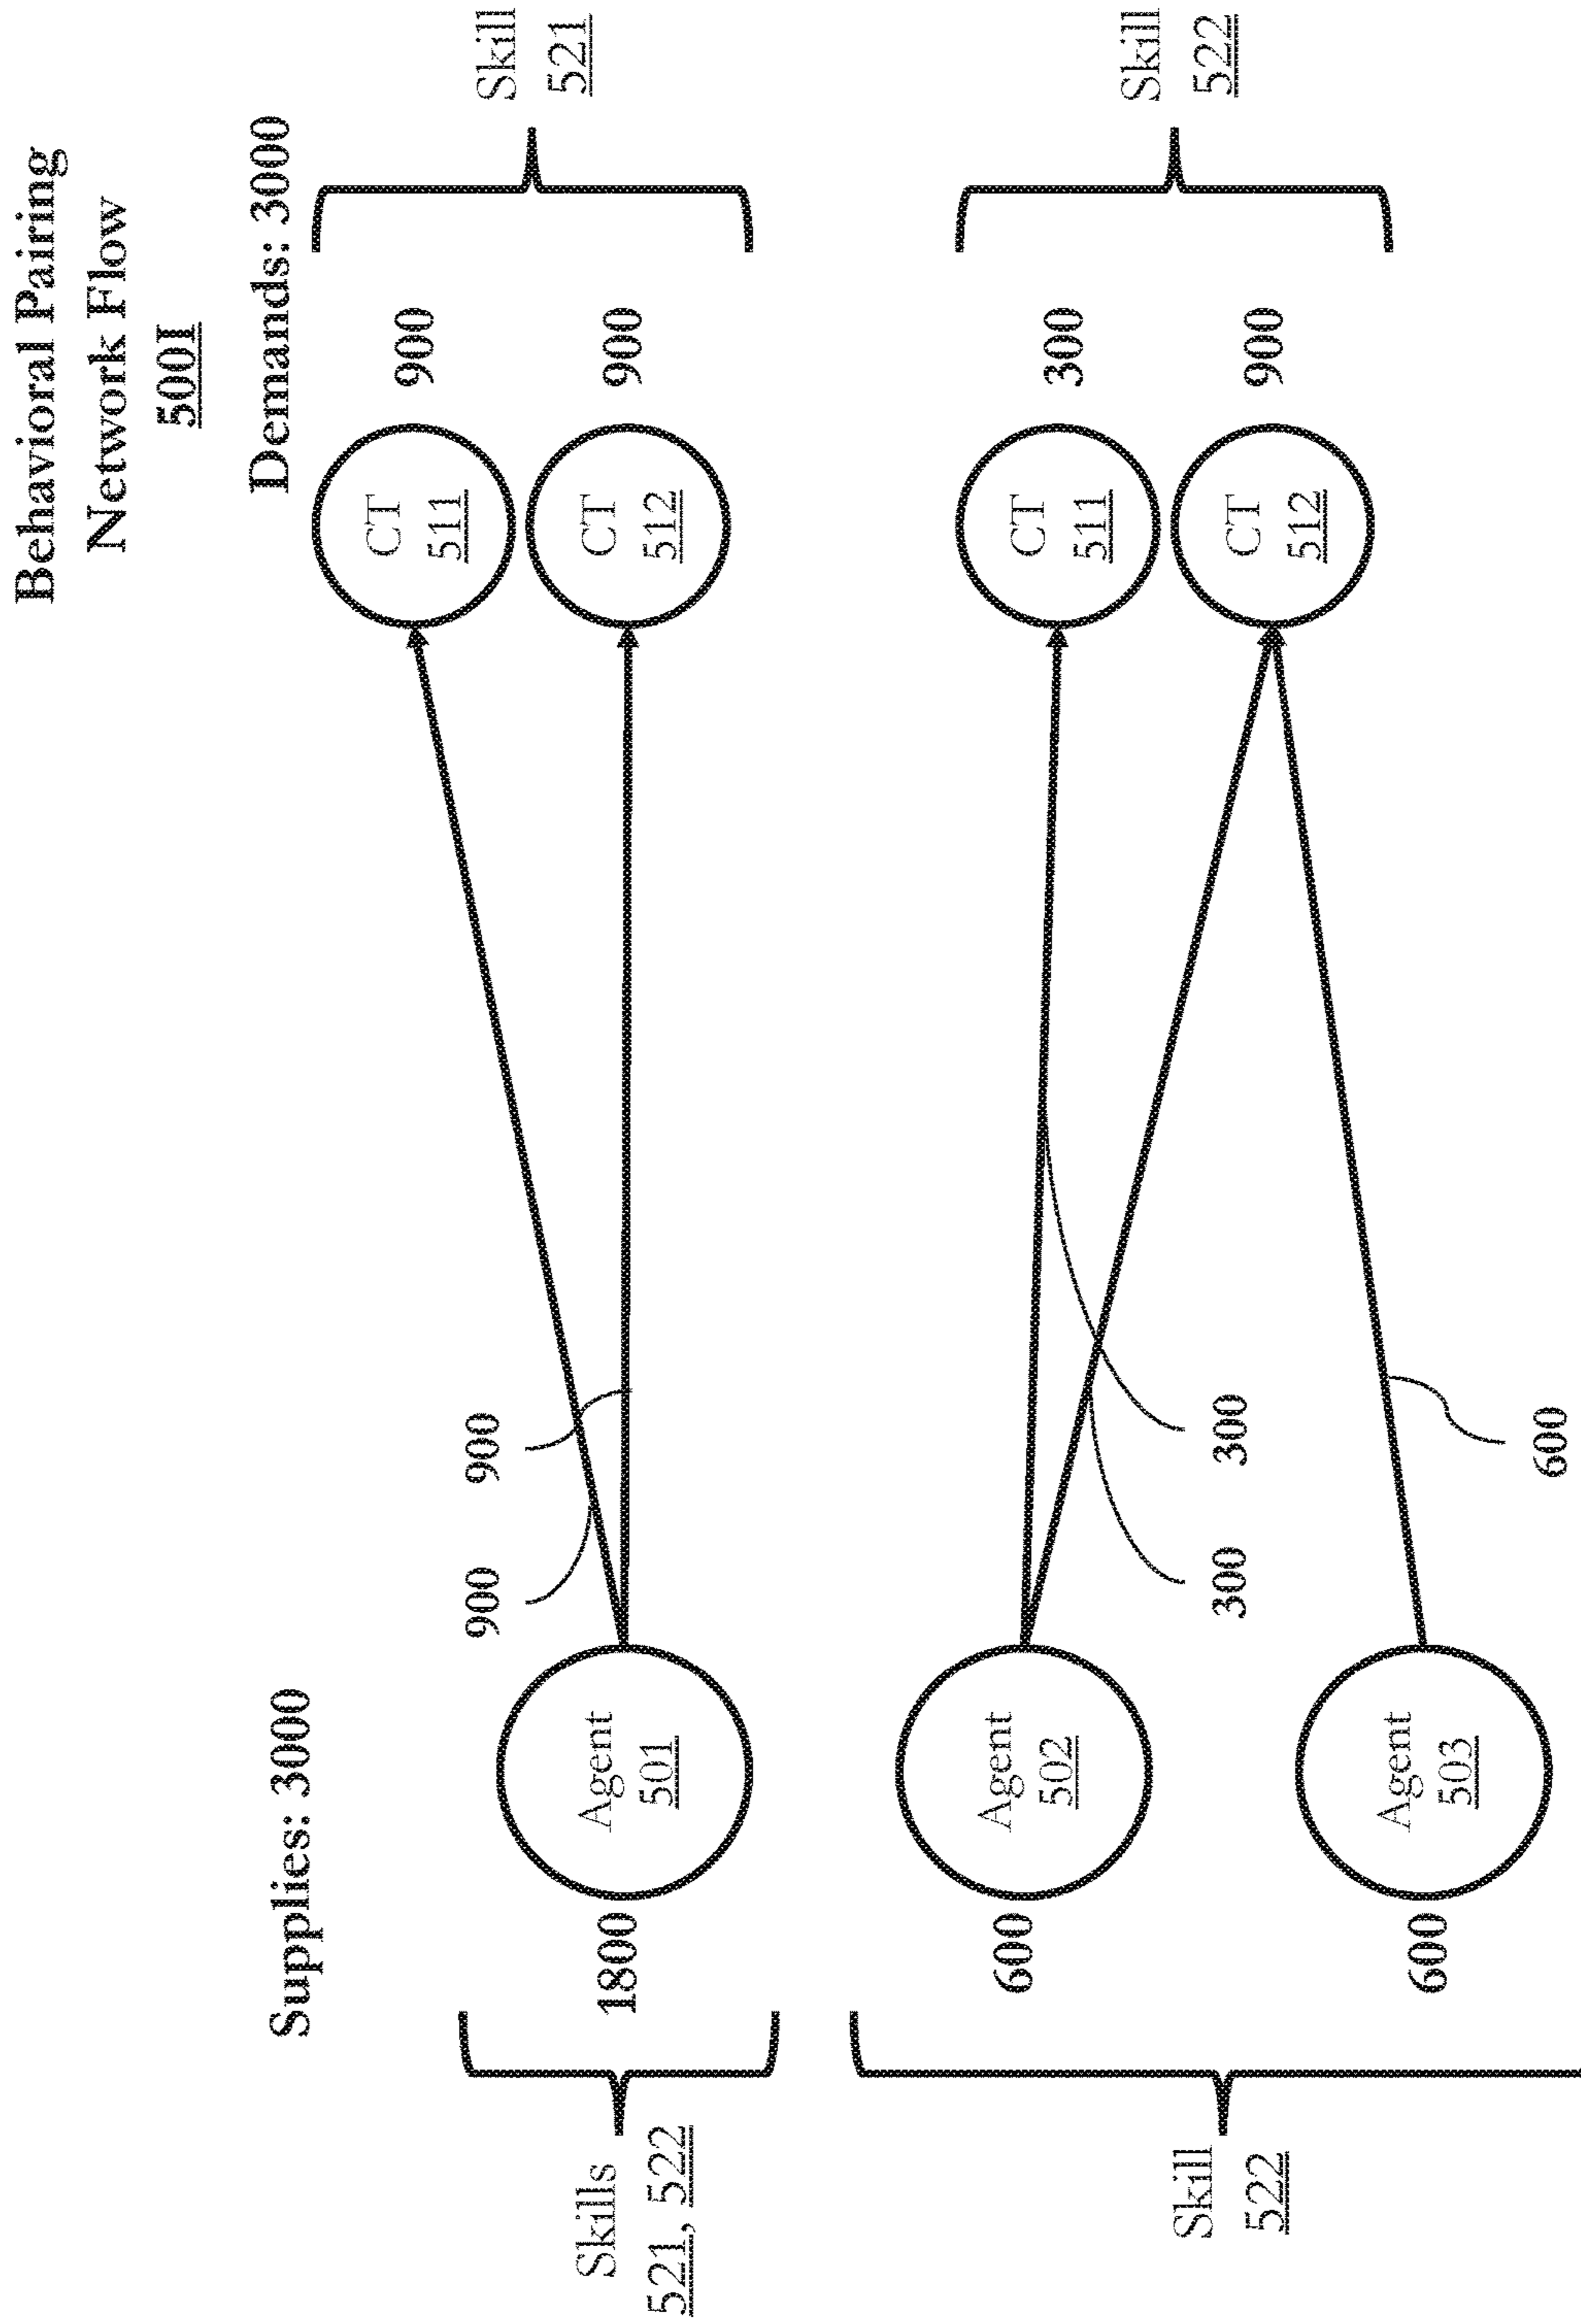 Behavioral Pairing
Network Flow
500I
Supplies: 3000
Demands: 3000
Skills
521, 522
1800
Agent
501
900
900
CT
511
900
CT
512
900
Skill
521
Skill
522
600
Agent
502
300
300
600
Agent
503
600
CT
511
300
CT
512
900
Skill
522